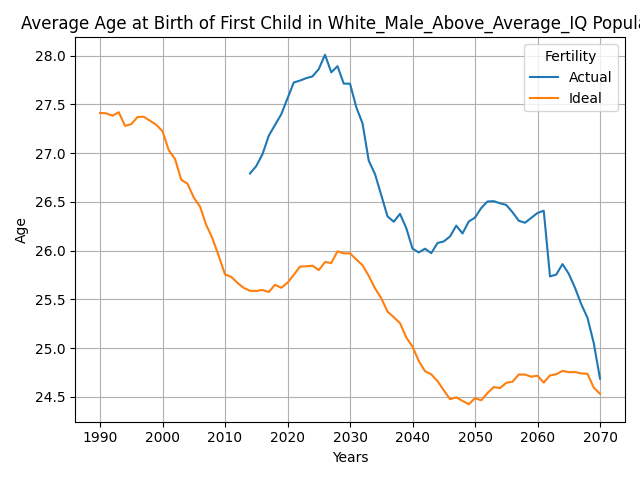 Average Age at Birth of First Child in White_Male_Above_Average_IQ Popula
Fertility
Actual
Ideal
28.0
27.5
27.0
26.5
26.0
25.5
25.0
24.5
Age
1990 2000 2010 2020 2030 2040 2050 2060 2070
Years